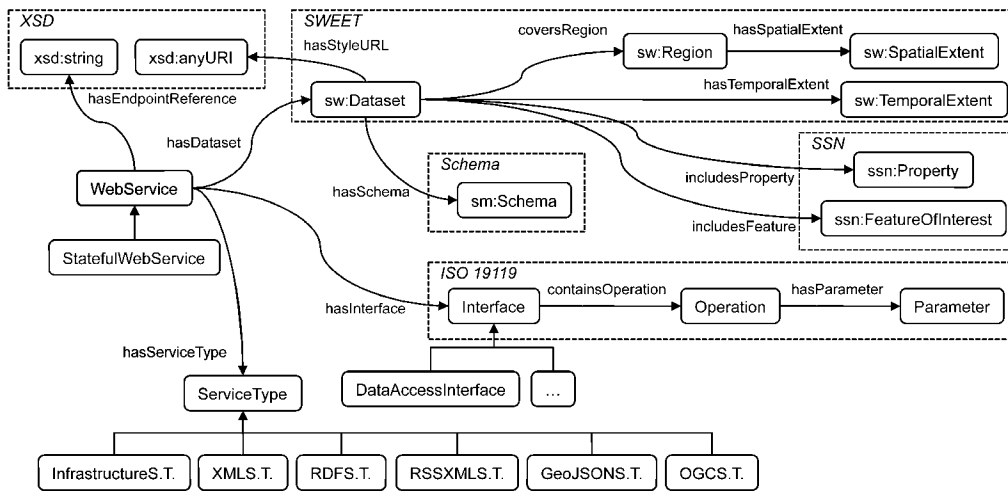 XSD
SWEET
xsd:string
xsd:anyURI
hasStyleURL
coversRegion
sw:Region
hasSpatialExtent
sw:SpatialExtent
hasEndpointReference
sw:Dataset
hasTemporalExtent
sw:TemporalExtent
hasDataset
SSN
Schema
WebService
hasSchema
sm:Schema
includesProperty
ssn:Property
includesFeature
ssn:FeatureOfInterest
StatefulWebService
ISO 19119
hasInterface
Interface
containsOperation
Operation
hasParameter
Parameter
hasServiceType
ServiceType
DataAccessInterface
...
InfrastructureS.T.
XMLS.T.
RDFS.T.
RSSXMLS.T.
GeoJSONS.T.
OGCS.T.